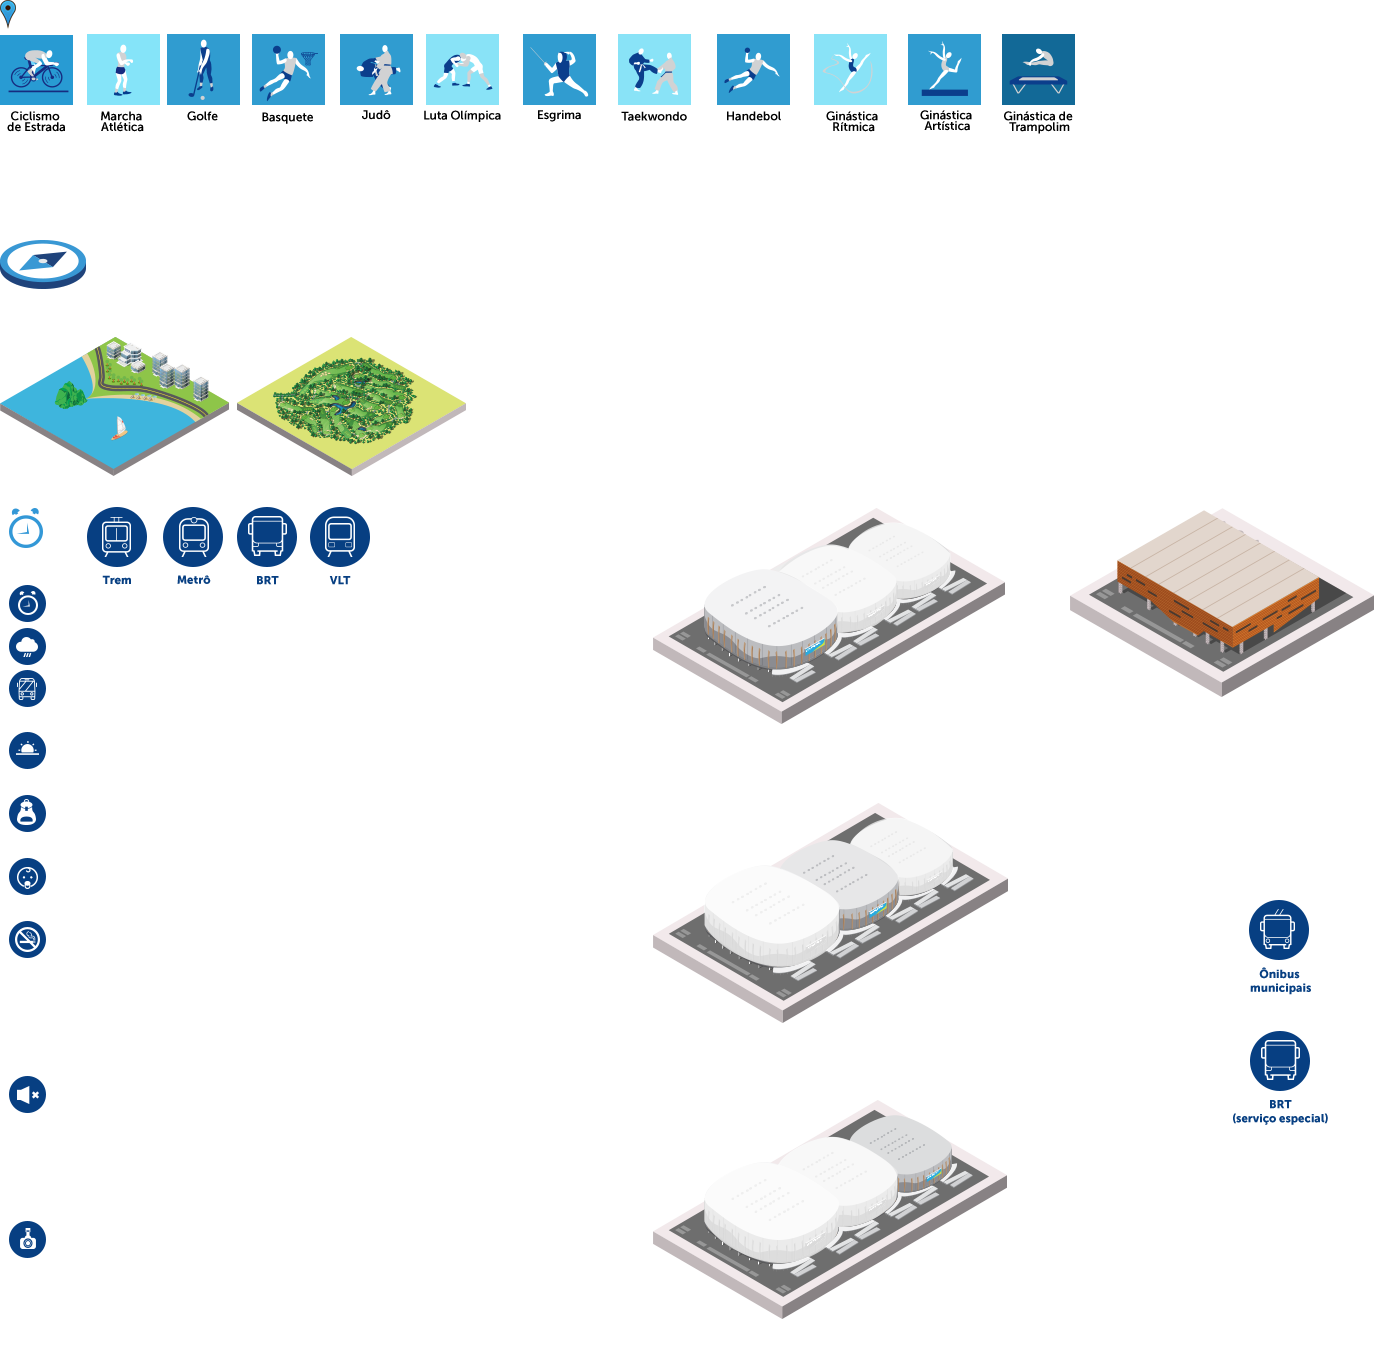 Ciclismo
de Estrada
Marcha
Atlética
Golfe
Basquete
Judô
Luta Olímpica
Esgrima
Taekwondo
Handebol
Ginástica
Rítmica
Ginástica
Artística
Ginástica de
Trampolim
Trem
Metrô
BRT
VLT
Ônibus
municipais
BRT
(serviço especial)